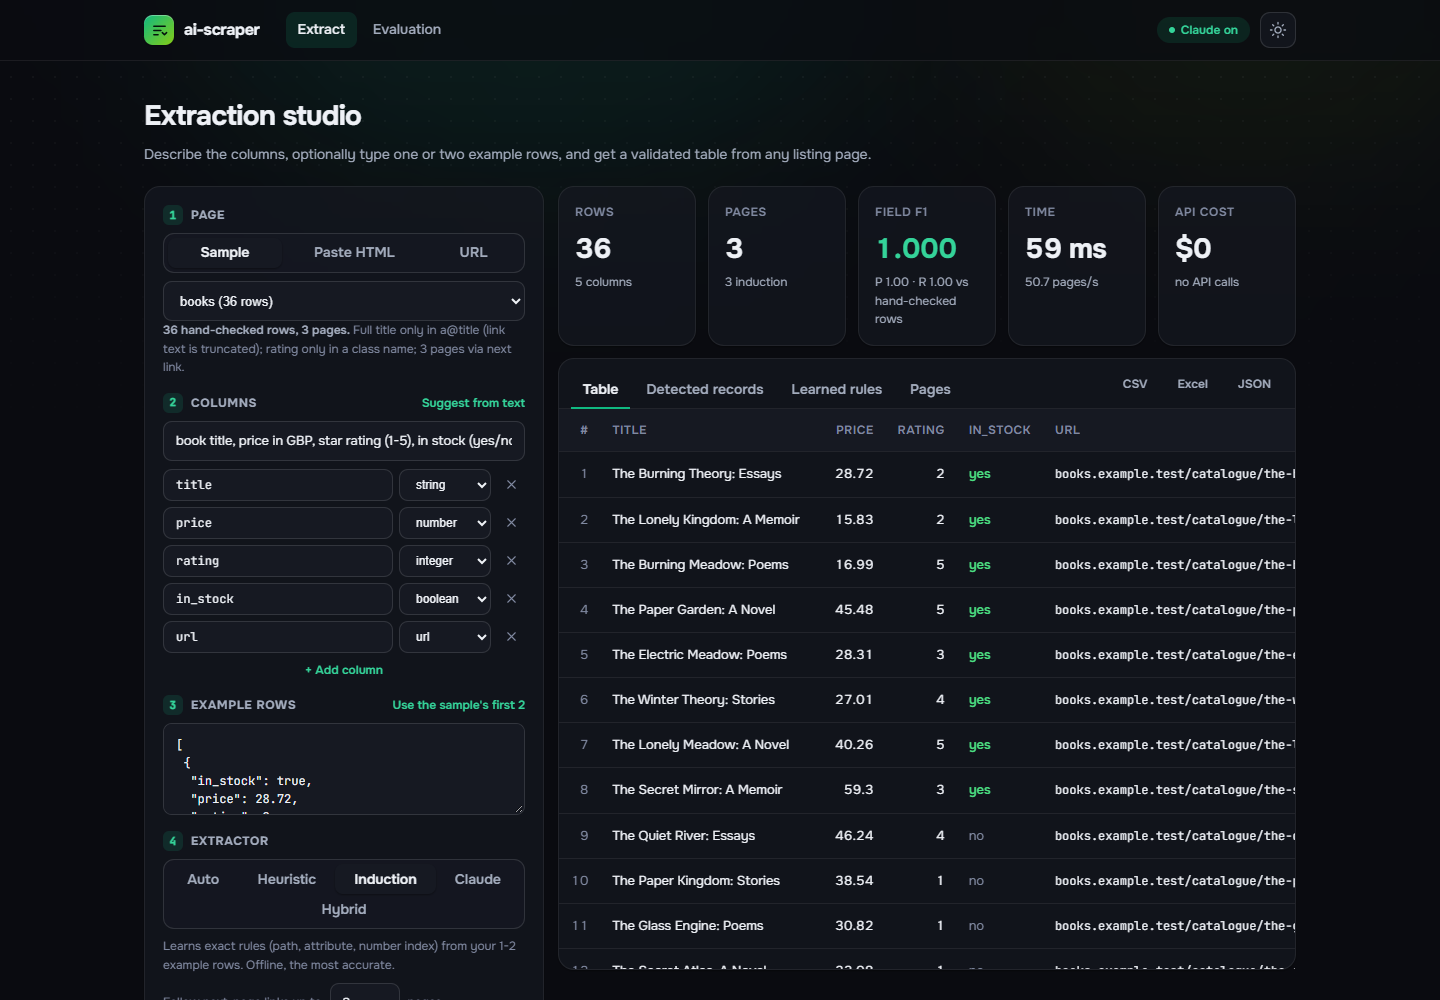 ai-scraper
Extract
Evaluation
Claude on
Extraction studio
Describe the columns, optionally type one or two example rows, and get a validated table from any listing page.
1 PAGE
Sample
Paste HTML
URL
books (36 rows)
36 hand-checked rows, 3 pages. Full title only in a@title (link
text is truncated); rating only in a class name; 3 pages via next
link.
2 COLUMNS
Suggest from text
book title, price in GBP, star rating (1-5), in stock (yes/no
title string
price number
rating integer
in_stock boolean
url url
+ Add column
3 EXAMPLE ROWS
Use the sample's first 2
[
{
"in_stock": true,
"price": 28.72,
4 EXTRACTOR
Auto
Heuristic
Induction
Claude
Hybrid
Learns exact rules (path, attribute, number index) from your 1-2
example rows. Offline, the most accurate.
ROWS
36
5 columns
PAGES
3
3 induction
FIELD F1
1.000
P 1.00 · R 1.00 vs
hand-checked
rows
TIME
59 ms
50.7 pages/s
API COST
$0
no API calls
Table
Detected records
Learned rules
Pages
CSV
Excel
JSON
# TITLE PRICE RATING IN_STOCK URL
1 The Burning Theory: Essays 28.72 2 yes books.example.test/catalogue/the-
2 The Lonely Kingdom: A Memoir 15.83 2 yes books.example.test/catalogue/the-
3 The Burning Meadow: Poems 16.99 5 yes books.example.test/catalogue/the-
4 The Paper Garden: A Novel 45.48 5 yes books.example.test/catalogue/the-
5 The Electric Meadow: Poems 28.31 3 yes books.example.test/catalogue/the-
6 The Winter Theory: Stories 27.01 4 yes books.example.test/catalogue/the-
7 The Lonely Meadow: A Novel 40.26 5 yes books.example.test/catalogue/the-
8 The Secret Mirror: A Memoir 59.3 3 yes books.example.test/catalogue/the-
9 The Quiet River: Essays 46.24 4 no books.example.test/catalogue/the-
10 The Paper Kingdom: Stories 38.54 1 no books.example.test/catalogue/the-
11 The Glass Engine: Poems 30.82 1 no books.example.test/catalogue/the-